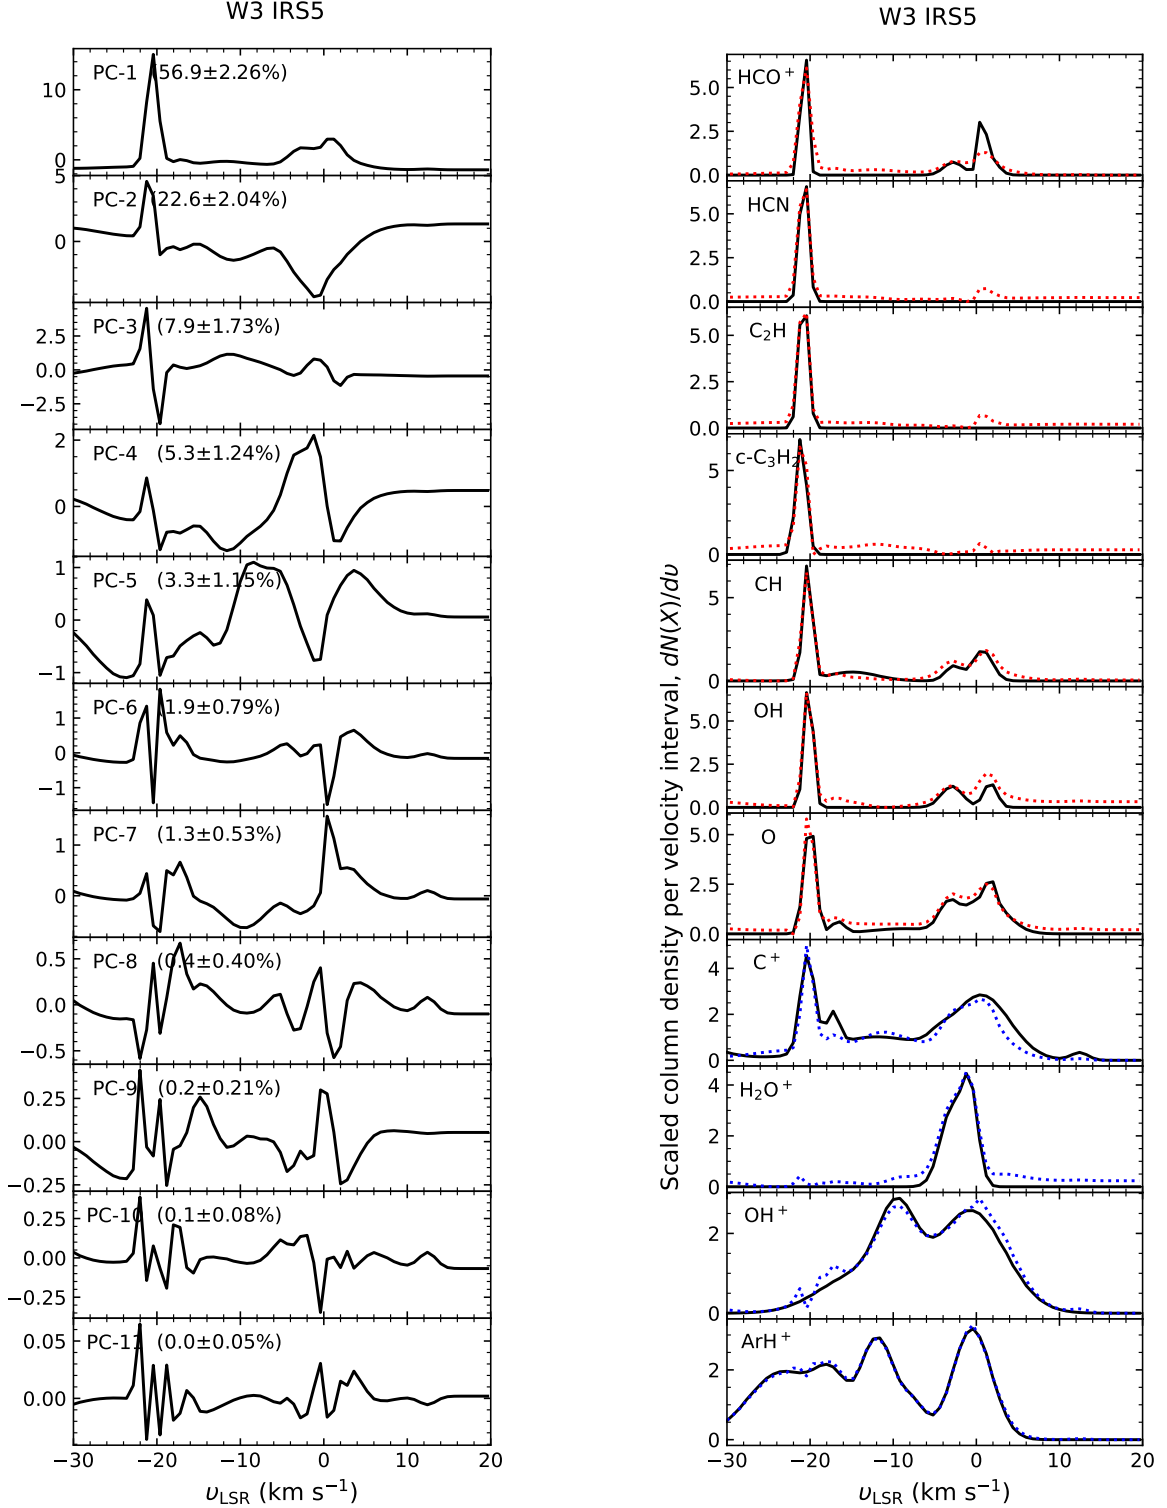 W3 IRS5
PC-1 (56.9±2.26%)
10
0
5
PC-2 (22.6±2.04%)
5
0
PC-3 (7.9±1.73%)
2.5
0.0
−2.5
PC-4 (5.3±1.24%)
2
0
PC-5 (3.3±1.15%)
1
0
−1
PC-6 (1.9±0.79%)
1
0
−1
PC-7 (1.3±0.53%)
1
0
PC-8 (0.4±0.40%)
0.5
0.0
−0.5
PC-9 (0.2±0.21%)
0.25
0.00
−0.25
PC-10 (0.1±0.08%)
0.25
0.00
−0.25
PC-11 (0.0±0.05%)
0.05
0.00
−30 −20 −10 0 10 20
υLSR (km s−1)
W3 IRS5
Scaled column density per velocity interval, dN(X)/dυ
HCO+
5.0
2.5
0.0
HCN
5.0
2.5
0.0
C2H
5.0
2.5
0.0
c-C3H2
5
0
CH
5
0
OH
5.0
2.5
0.0
O
5.0
2.5
0.0
C+
4
2
0
H2O+
4
2
0
OH+
2
0
ArH+
2
0
−30 −20 −10 0 10 20
υLSR (km s−1)